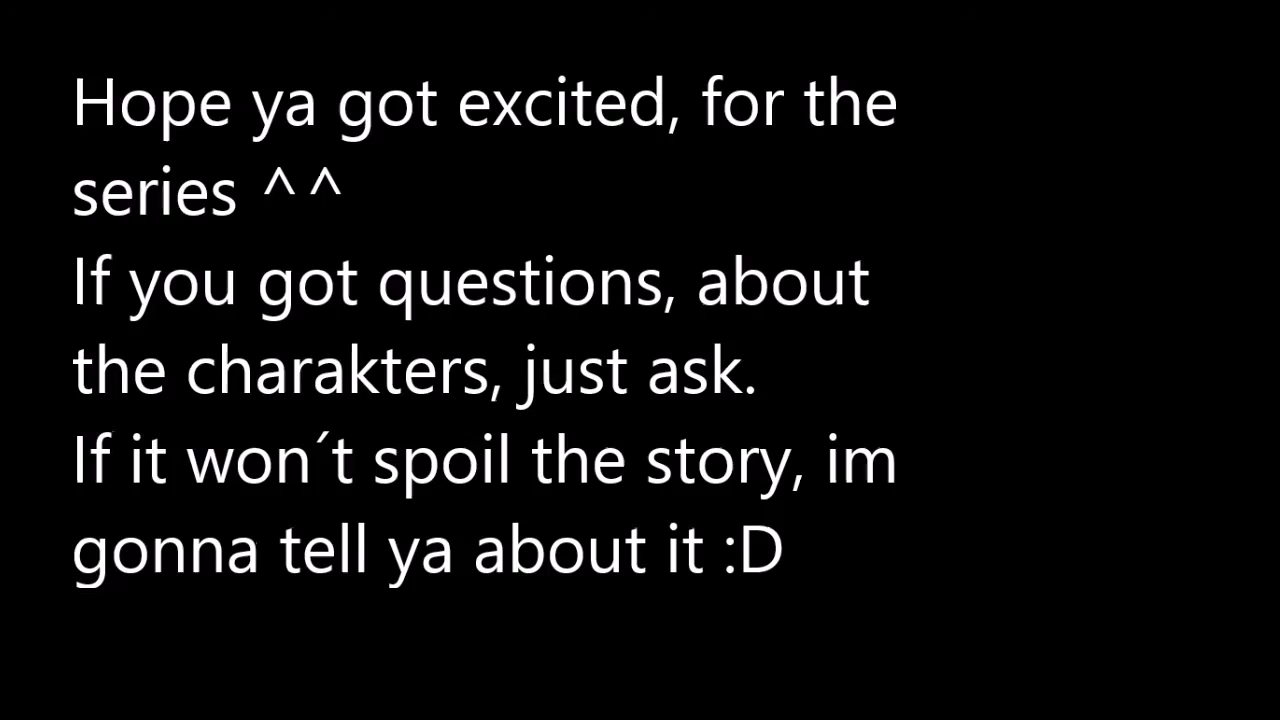 Hope ya got excited, for the
series ^^
If you got questions, about
the charakters, just ask.
If it won´t spoil the story, im
gonna tell ya about it :D